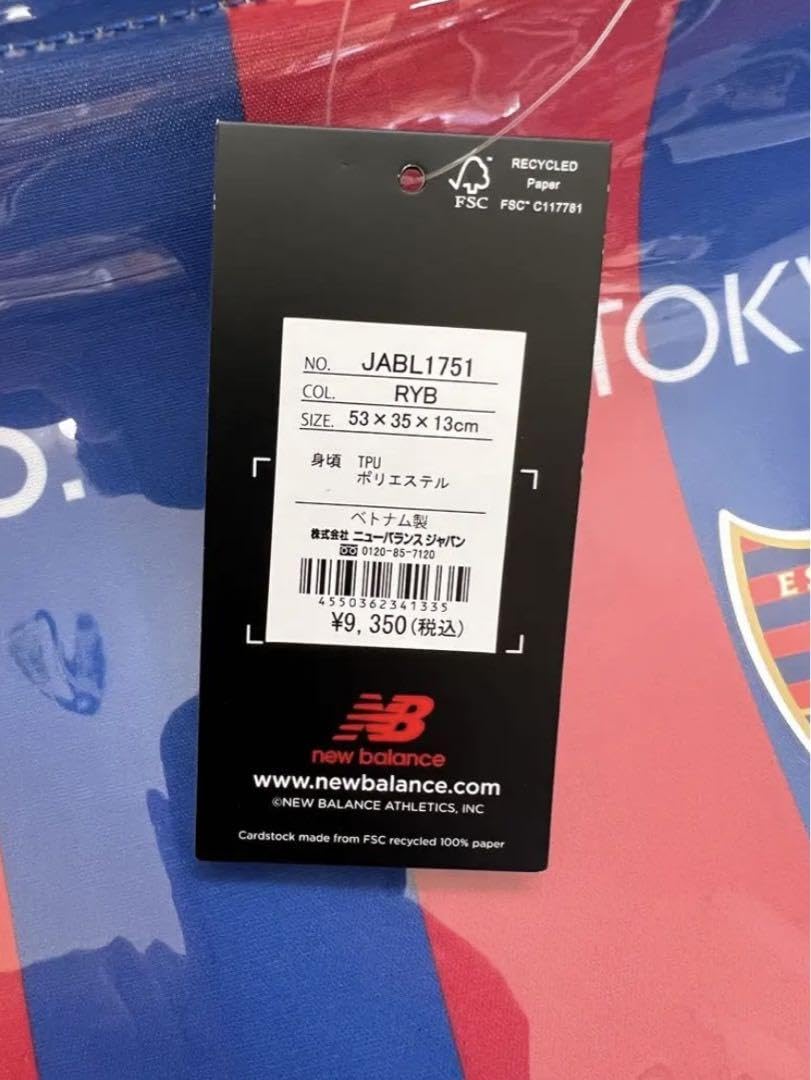 RECYCLED
Paper
FSC™ C117781
FSC
TOKY
NO. JABL1751
COL. RYB
SIZE. 53×35×13cm
身頃 TPU
ポリエステル
ベトナム製
株式会社 ニューバランス ジャパン
0120-85-7120
4550362341335
¥9,350(税込)
ES
NB
new balance
www.newbalance.com
©NEW BALANCE ATHLETICS, INC
Cardstock made from FSC recycled 100% paper